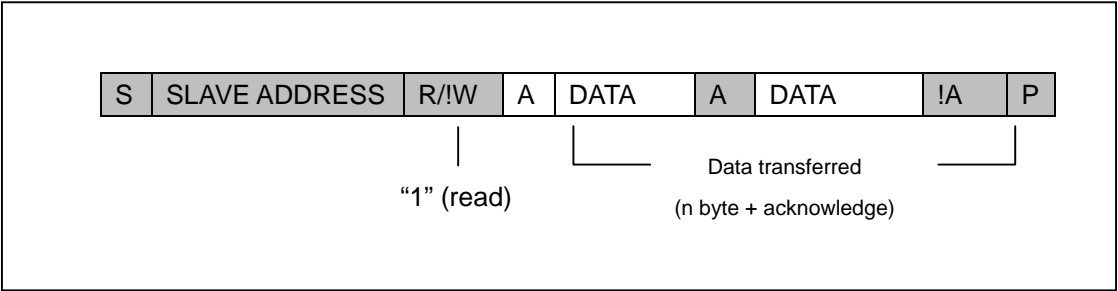 S SLAVE ADDRESS R/!W A DATA A DATA !A P
Data transferred
“1” (read)
(n byte + acknowledge)